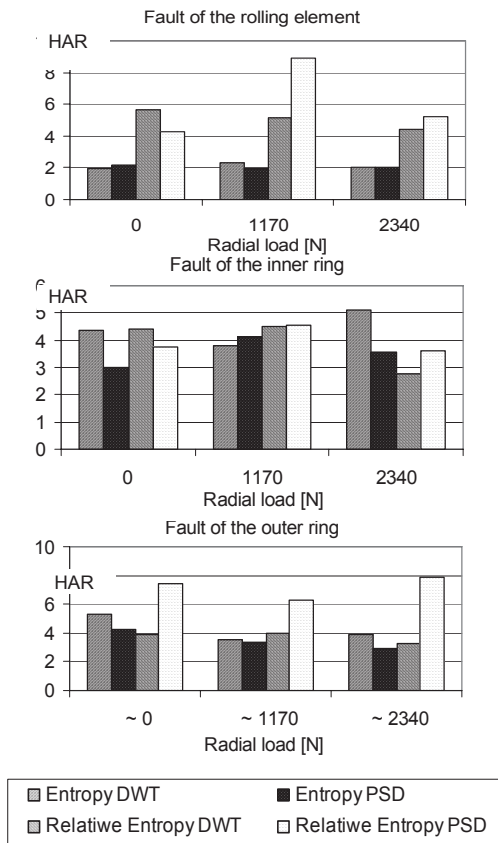 Fault of the rolling element
HAR
8
6
4
2
0
0 1170 2340
Radial load [N]
Fault of the inner ring
HAR
5
4
3
2
1
0
0 1170 2340
Radial load [N]
Fault of the outer ring
10
HAR
6
4
2
0
~ 0 ~ 1170 ~ 2340
Radial load [N]
Entropy DWT Entropy PSD
Relatiwe Entropy DWT Relatiwe Entropy PSD